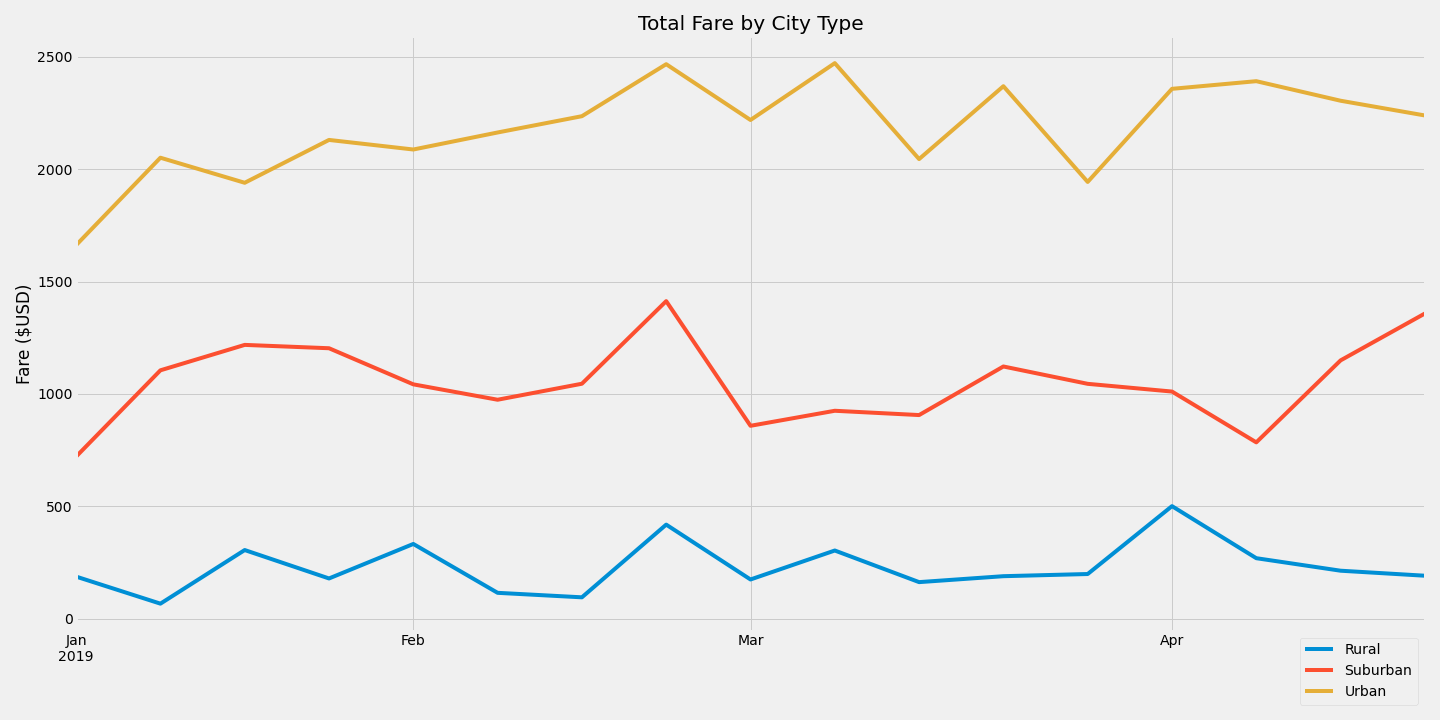 Total Fare by City Type
Fare ($USD)
2500
2000
1500
1000
500
0
Jan
2019
Feb
Mar
Apr
Rural
Suburban
Urban